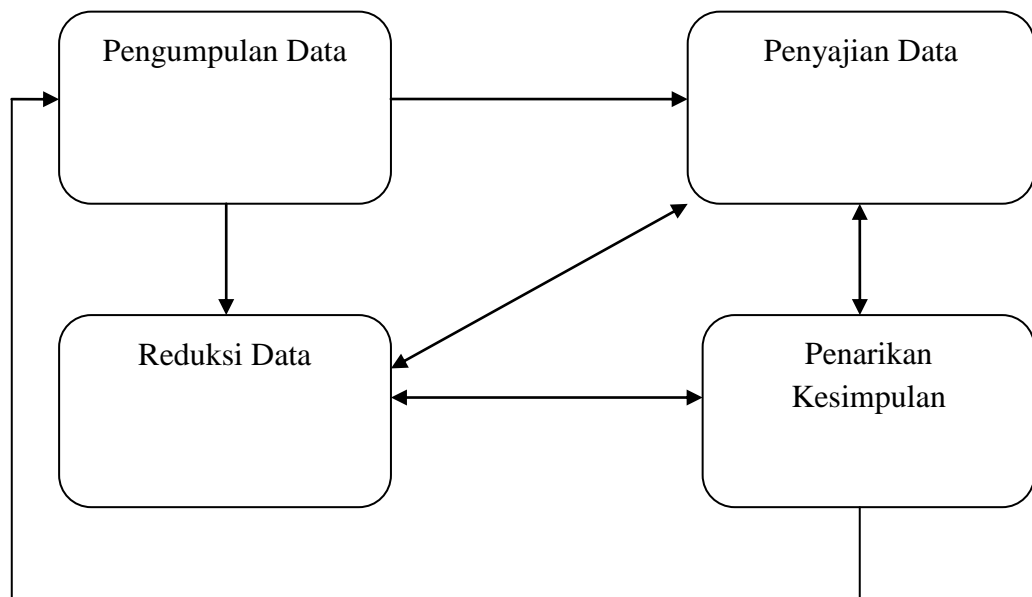 Pengumpulan Data
Penyajian Data
Reduksi Data
Penarikan
Kesimpulan